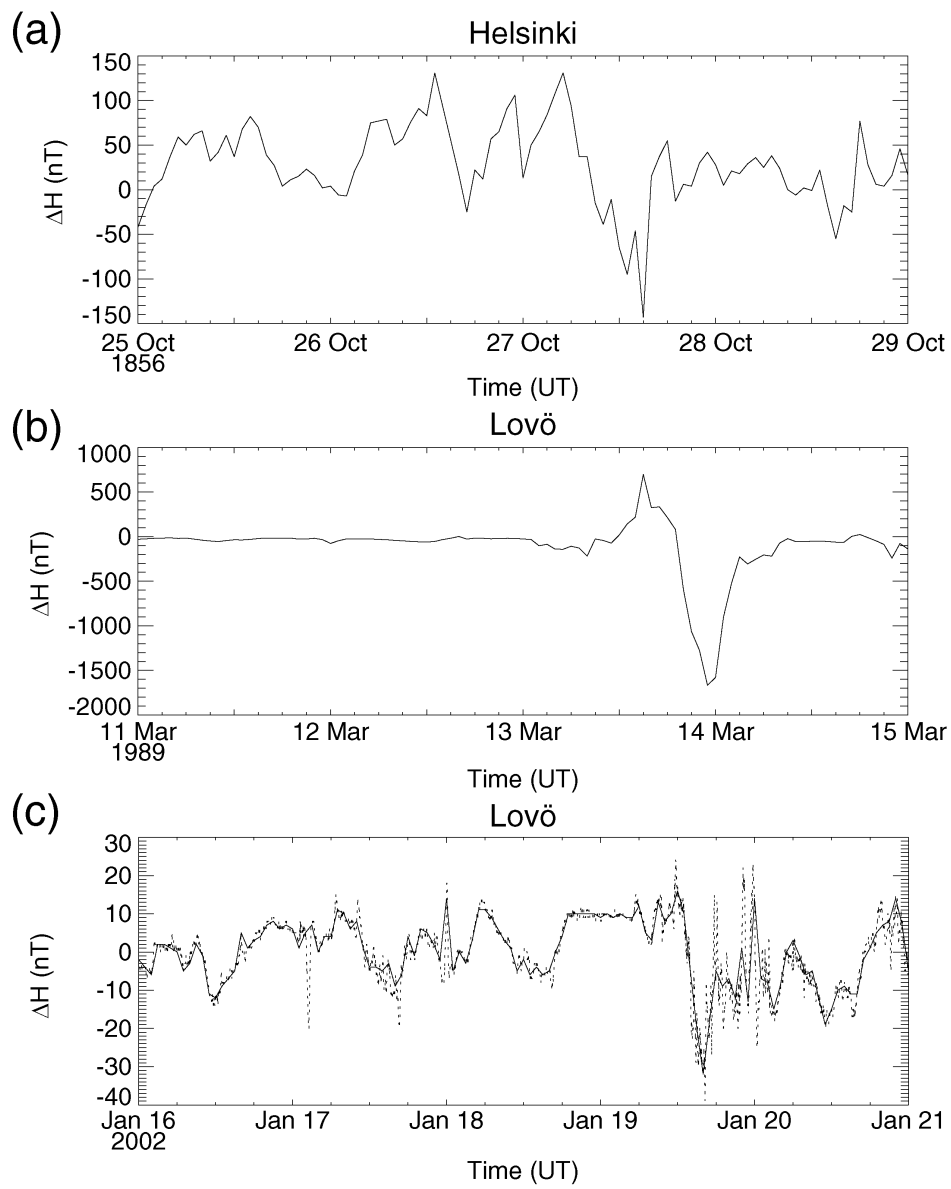 (a)
Helsinki
150
100
50
0
-50
-100
-150
ΔH (nT)
25 Oct 26 Oct 27 Oct 28 Oct 29 Oct
1856
Time (UT)
(b)
Lovö
1000
500
0
-500
-1000
-1500
-2000
ΔH (nT)
11 Mar 12 Mar 13 Mar 14 Mar 15 Mar
1989
Time (UT)
(c)
Lovö
30
20
10
0
-10
-20
-30
-40
ΔH (nT)
Jan 16 Jan 17 Jan 18 Jan 19 Jan 20 Jan 21
2002
Time (UT)